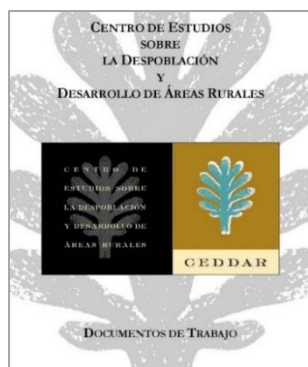 CENTRO DE ESTUDIOS
SOBRE
LA DESPOBLACIÓN
Y
DESARROLLO DE ÁREAS RURALES
CENTRO DE
ESTUDIOS SOBRE
LA DESPOBLACIÓN
Y DESARROLLO DE
ÁREAS RURALES
CEDDAR
DOCUMENTOS DE TRABAJO